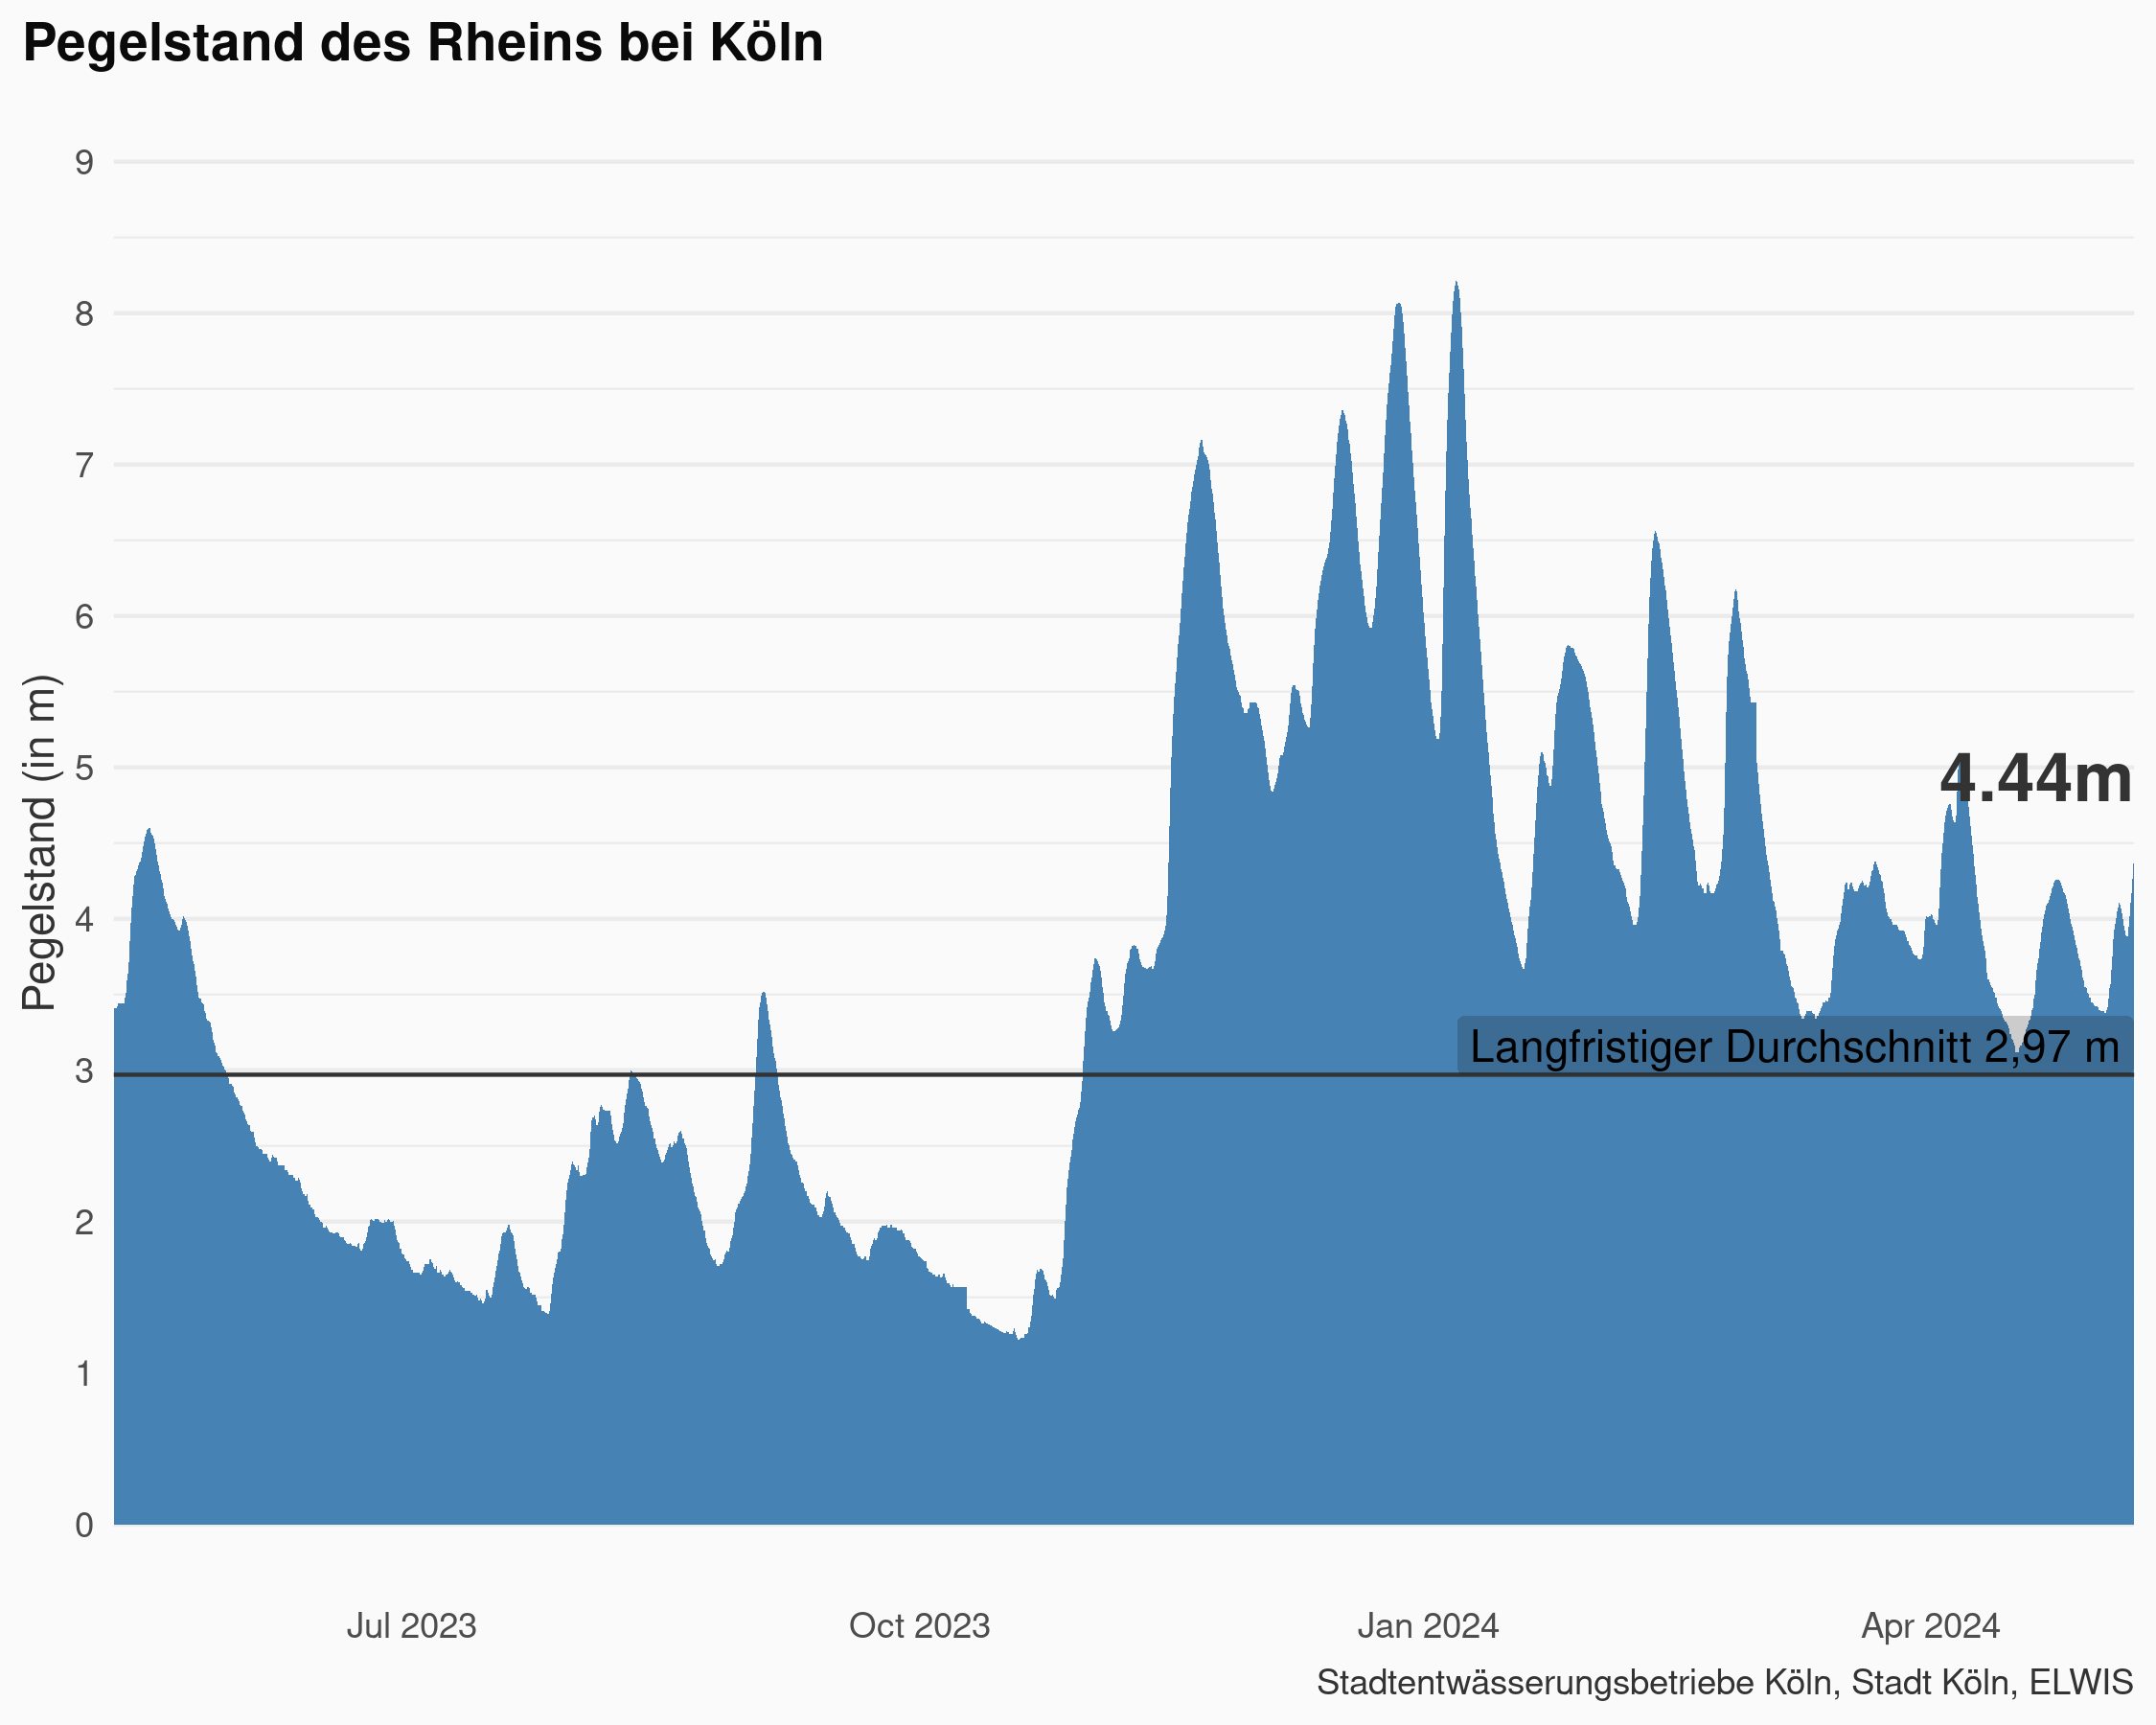 Pegelstand des Rheins bei Köln
Pegelstand (in m)
9
8
7
6
5
4
3
2
1
0
4.44m
Langfristiger Durchschnitt 2,97 m
Jul 2023
Oct 2023
Jan 2024
Apr 2024
Stadtentwässerungsbetriebe Köln, Stadt Köln, ELWIS